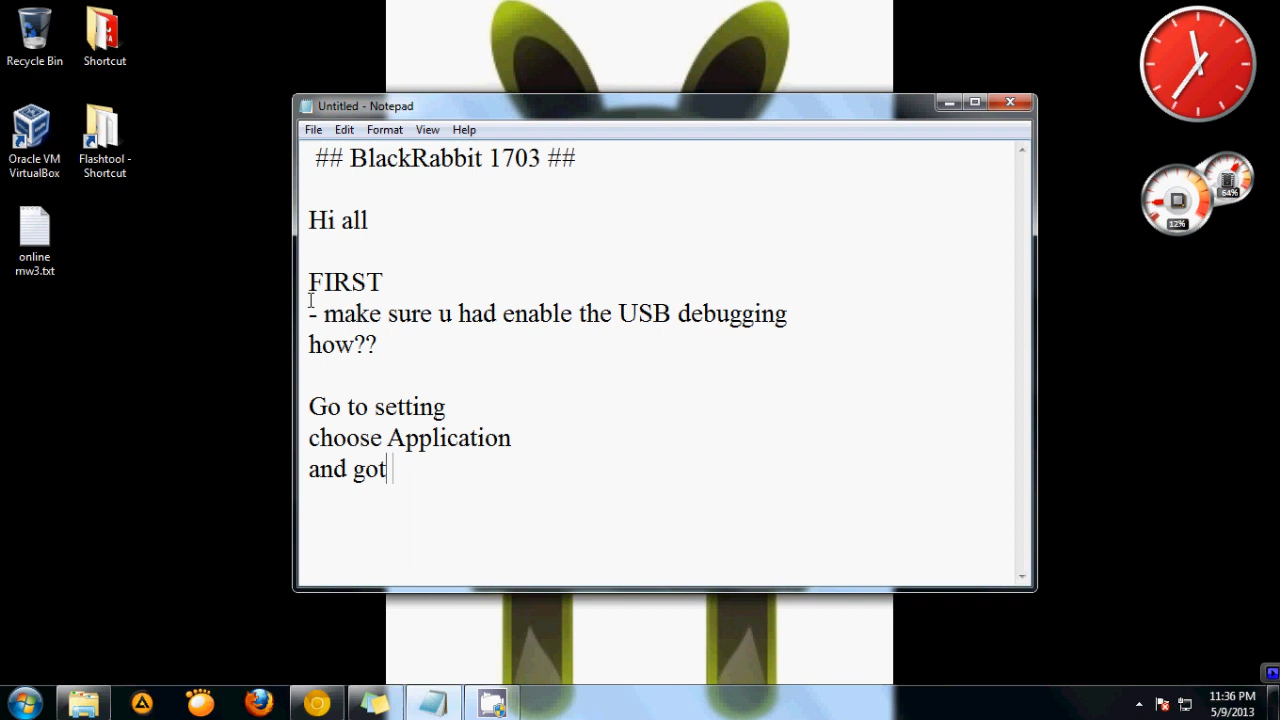 Recycle Bin
Shortcut
Oracle VM
VirtualBox
Flashtool -
Shortcut
online
mw3.txt
Untitled - Notepad
File Edit Format View Help
## BlackRabbit 1703 ##
Hi all
FIRST
- make sure u had enable the USB debugging
how??
Go to setting
choose Application
and got
64%
12%
11:36 PM
5/9/2013